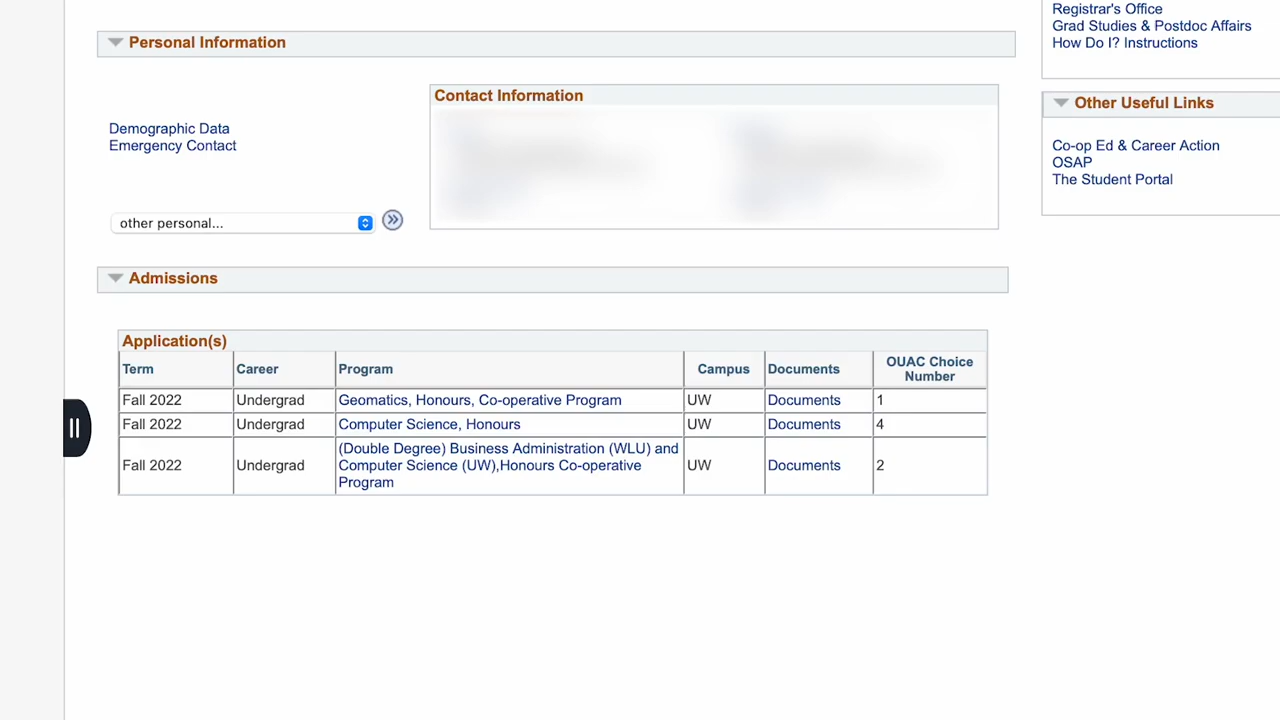 Registrar's Office
Grad Studies & Postdoc Affairs
How Do I? Instructions
Personal Information
Contact Information
Other Useful Links
Demographic Data
Emergency Contact
Co-op Ed & Career Action
OSAP
The Student Portal
other personal...
Admissions
Application(s)
Term Career Program Campus Documents OUAC Choice Number
Fall 2022 Undergrad Geomatics, Honours, Co-operative Program UW Documents 1
Fall 2022 Undergrad Computer Science, Honours UW Documents 4
(Double Degree) Business Administration (WLU) and
Fall 2022 Undergrad Computer Science (UW),Honours Co-operative UW Documents 2
Program